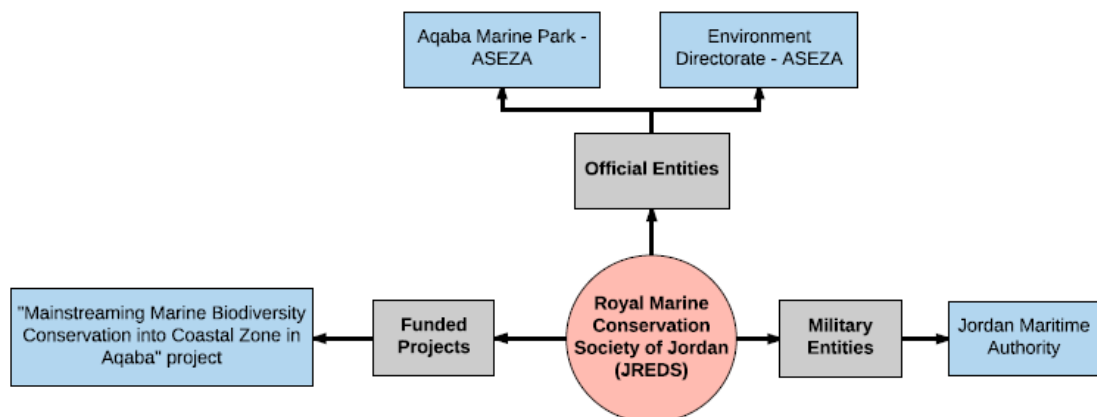 Aqaba Marine Park -
ASEZA
Environment
Directorate - ASEZA
Official Entities
"Mainstreaming Marine Biodiversity
Conservation into Coastal Zone in
Aqaba" project
Funded
Projects
Royal Marine
Conservation
Society of Jordan
(JREDS)
Military
Entities
Jordan Maritime
Authority